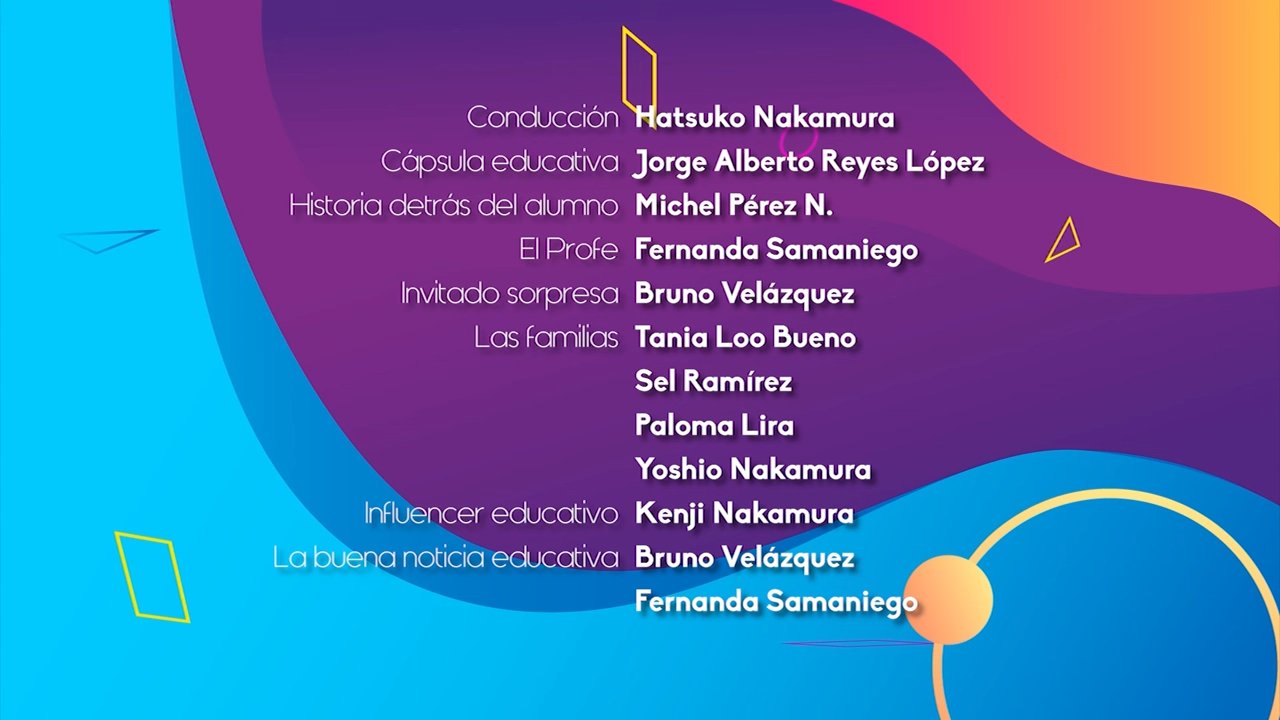 Conducción Hatsuko Nakamura
Cápsula educativa Jorge Alberto Reyes López
Historia detrás del alumno Michel Pérez N.
El Profe Fernanda Samaniego
Invitado sorpresa Bruno Velázquez
Las familias Tania Loo Bueno
Sel Ramírez
Paloma Lira
Yoshio Nakamura
Influencer educativo Kenji Nakamura
La buena noticia educativa Bruno Velázquez
Fernanda Samaniego